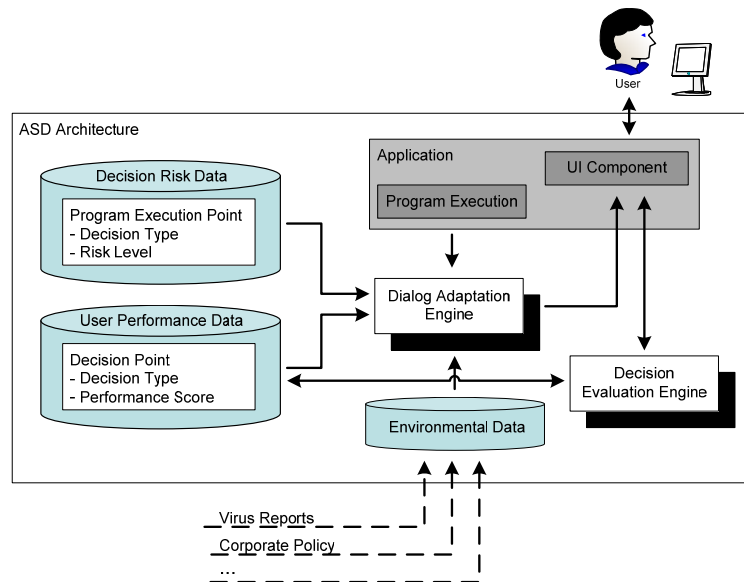 User
ASD Architecture
Decision Risk Data
Program Execution Point
- Decision Type
- Risk Level
Application
UI Component
Program Execution
Dialog Adaptation
Engine
User Performance Data
Decision Point
- Decision Type
- Performance Score
Decision
Evaluation Engine
Environmental Data
Virus Reports
Corporate Policy
...